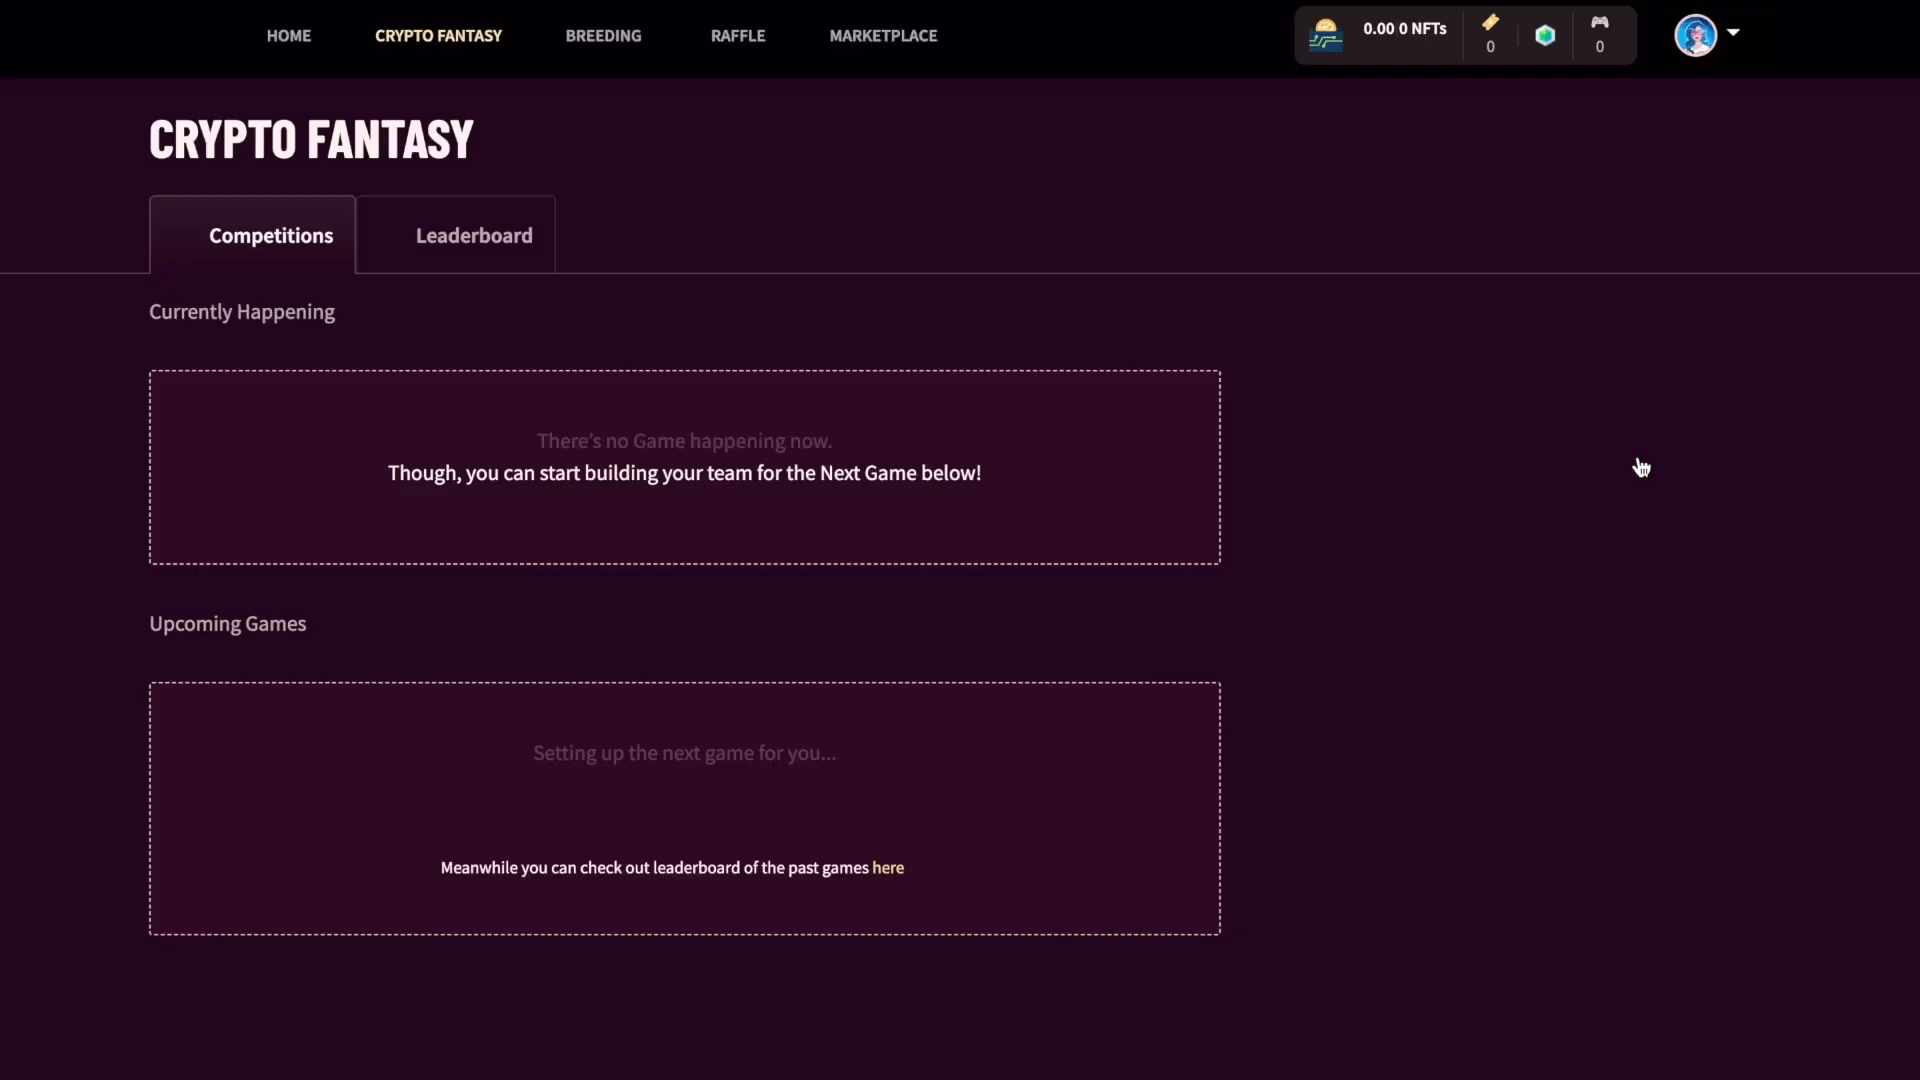 HOME CRYPTO FANTASY BREEDING RAFFLE MARKETPLACE 0.00 0 NFTs 0 0
CRYPTO FANTASY
Competitions Leaderboard
Currently Happening
There's no Game happening now.
Though, you can start building your team for the Next Game below!
Upcoming Games
Setting up the next game for you...
Meanwhile you can check out leaderboard of the past games here